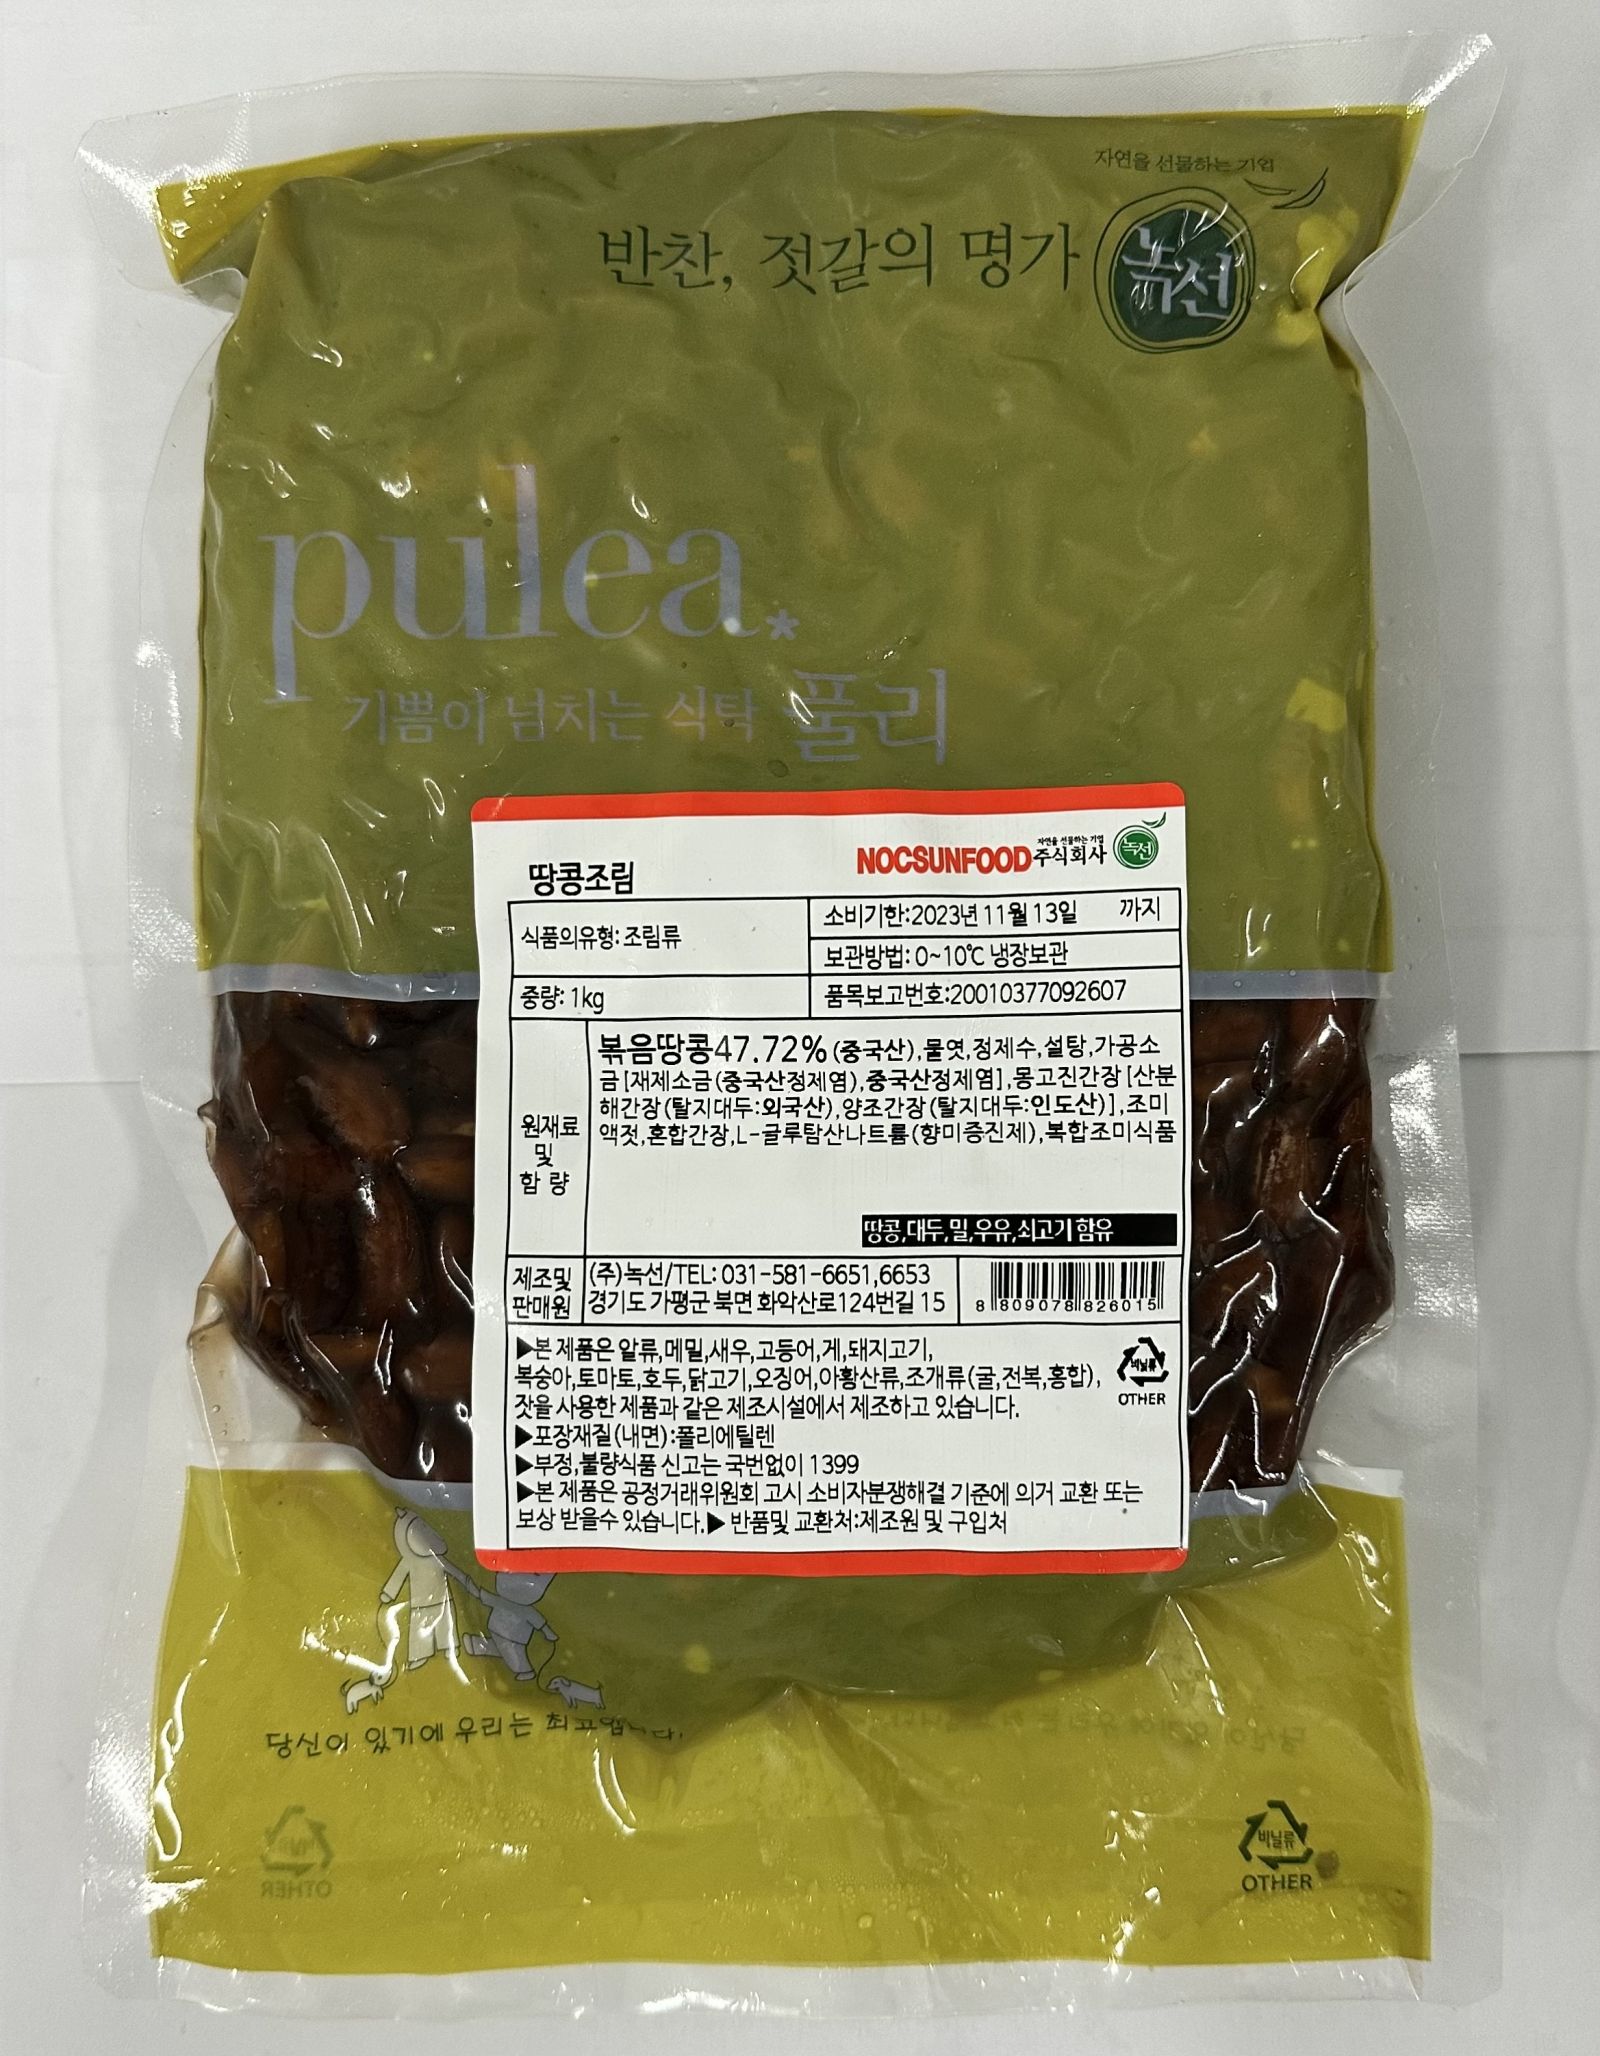 자연을 선물하는 기업
반찬, 젓갈의 명가 녹선
pulea.*
기쁨이 넘치는 식탁 풀리
땅콩조림
NOCSUNFOOD 주식회사 자연을 선물하는 기업 녹선
식품의유형: 조림류
소비기한:2023년 11월 13일 까지
보관방법: 0~10℃ 냉장보관
중량: 1kg
품목보고번호:20010377092607
원재료
및
함 량
볶음땅콩47.72%(중국산),물엿,정제수,설탕,가공소
금[재제소금(중국산정제염),중국산정제염],몽고진간장[산분
해간장(탈지대두:외국산),양조간장(탈지대두:인도산)],조미
액젓,혼합간장,L-글루탐산나트륨(향미증진제),복합조미식품
땅콩,대두,밀,우유,쇠고기 함유
제조및
판매원
(주)녹선/TEL: 031-581-6651,6653
경기도 가평군 북면 화악산로124번길 15
8 809078 826015
▶본 제품은 알류,메밀,새우,고등어,게,돼지고기,
복숭아,토마토,호두,닭고기,오징어,아황산류,조개류(굴,전복,홍합),
잣을 사용한 제품과 같은 제조시설에서 제조하고 있습니다.
비닐류
OTHER
▶포장재질(내면):폴리에틸렌
▶부정,불량식품 신고는 국번없이 1399
▶본 제품은 공정거래위원회 고시 소비자분쟁해결 기준에 의거 교환 또는
보상 받을수 있습니다.▶ 반품및 교환처:제조원 및 구입처
당신이 있기에 우리는 최고입니다.
비닐류
OTHER